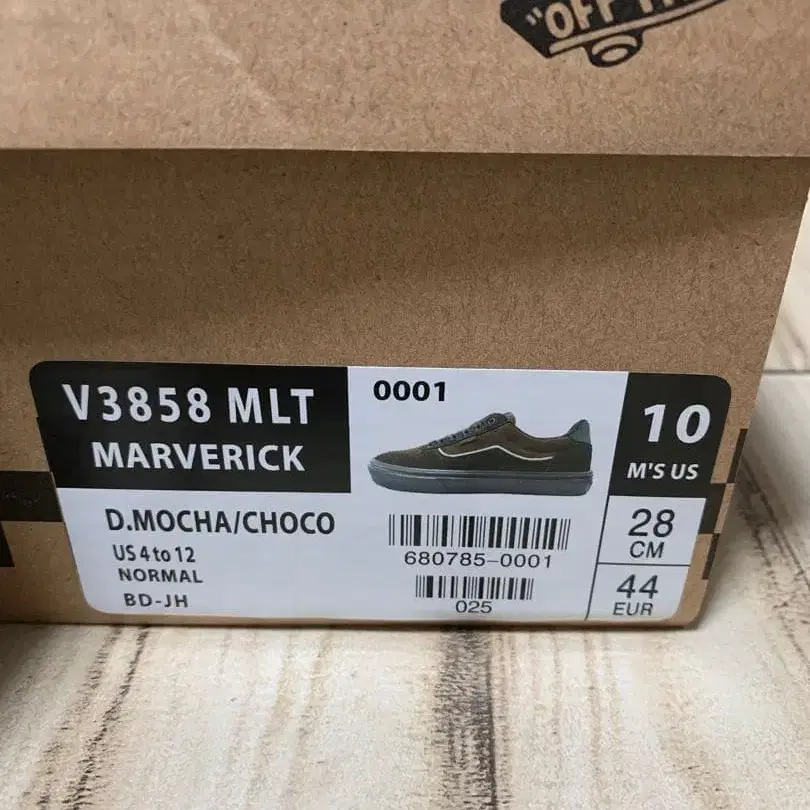 "OFF
V3858 MLT
MARVERICK
0001
10
M'S US
D.MOCHA/CHOCO
US 4 to 12
NORMAL
BD-JH
680785-0001
025
28
CM
44
EUR